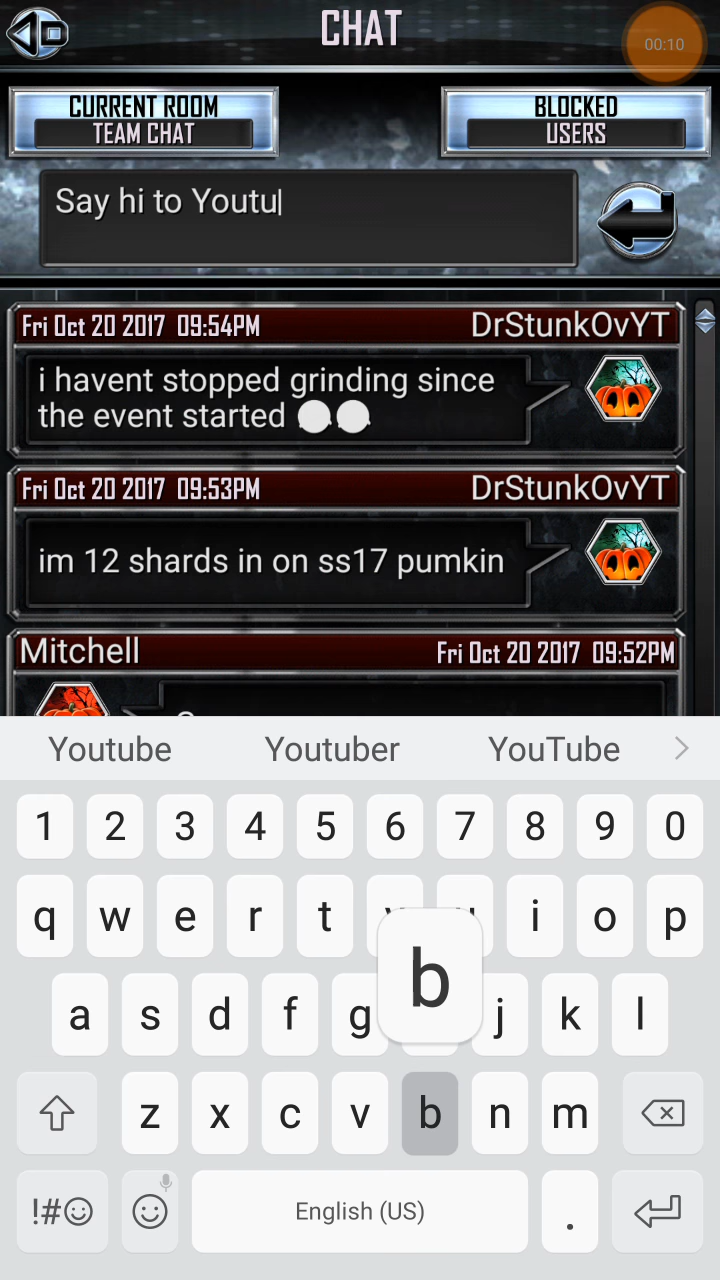 CHAT
00:10
CURRENT ROOM
TEAM CHAT
BLOCKED
USERS
Say hi to Youtu
Fri Oct 20 2017 09:54PM DrStunkOvYT
i havent stopped grinding since
the event started
Fri Oct 20 2017 09:53PM DrStunkOvYT
im 12 shards in on ss17 pumkin
Mitchell Fri Oct 20 2017 09:52PM
Youtube Youtuber YouTube
1 2 3 4 5 6 7 8 9 0
q w e r t i o p
b
a s d f g j k l
z x c v b n m
!#
English (US)
.